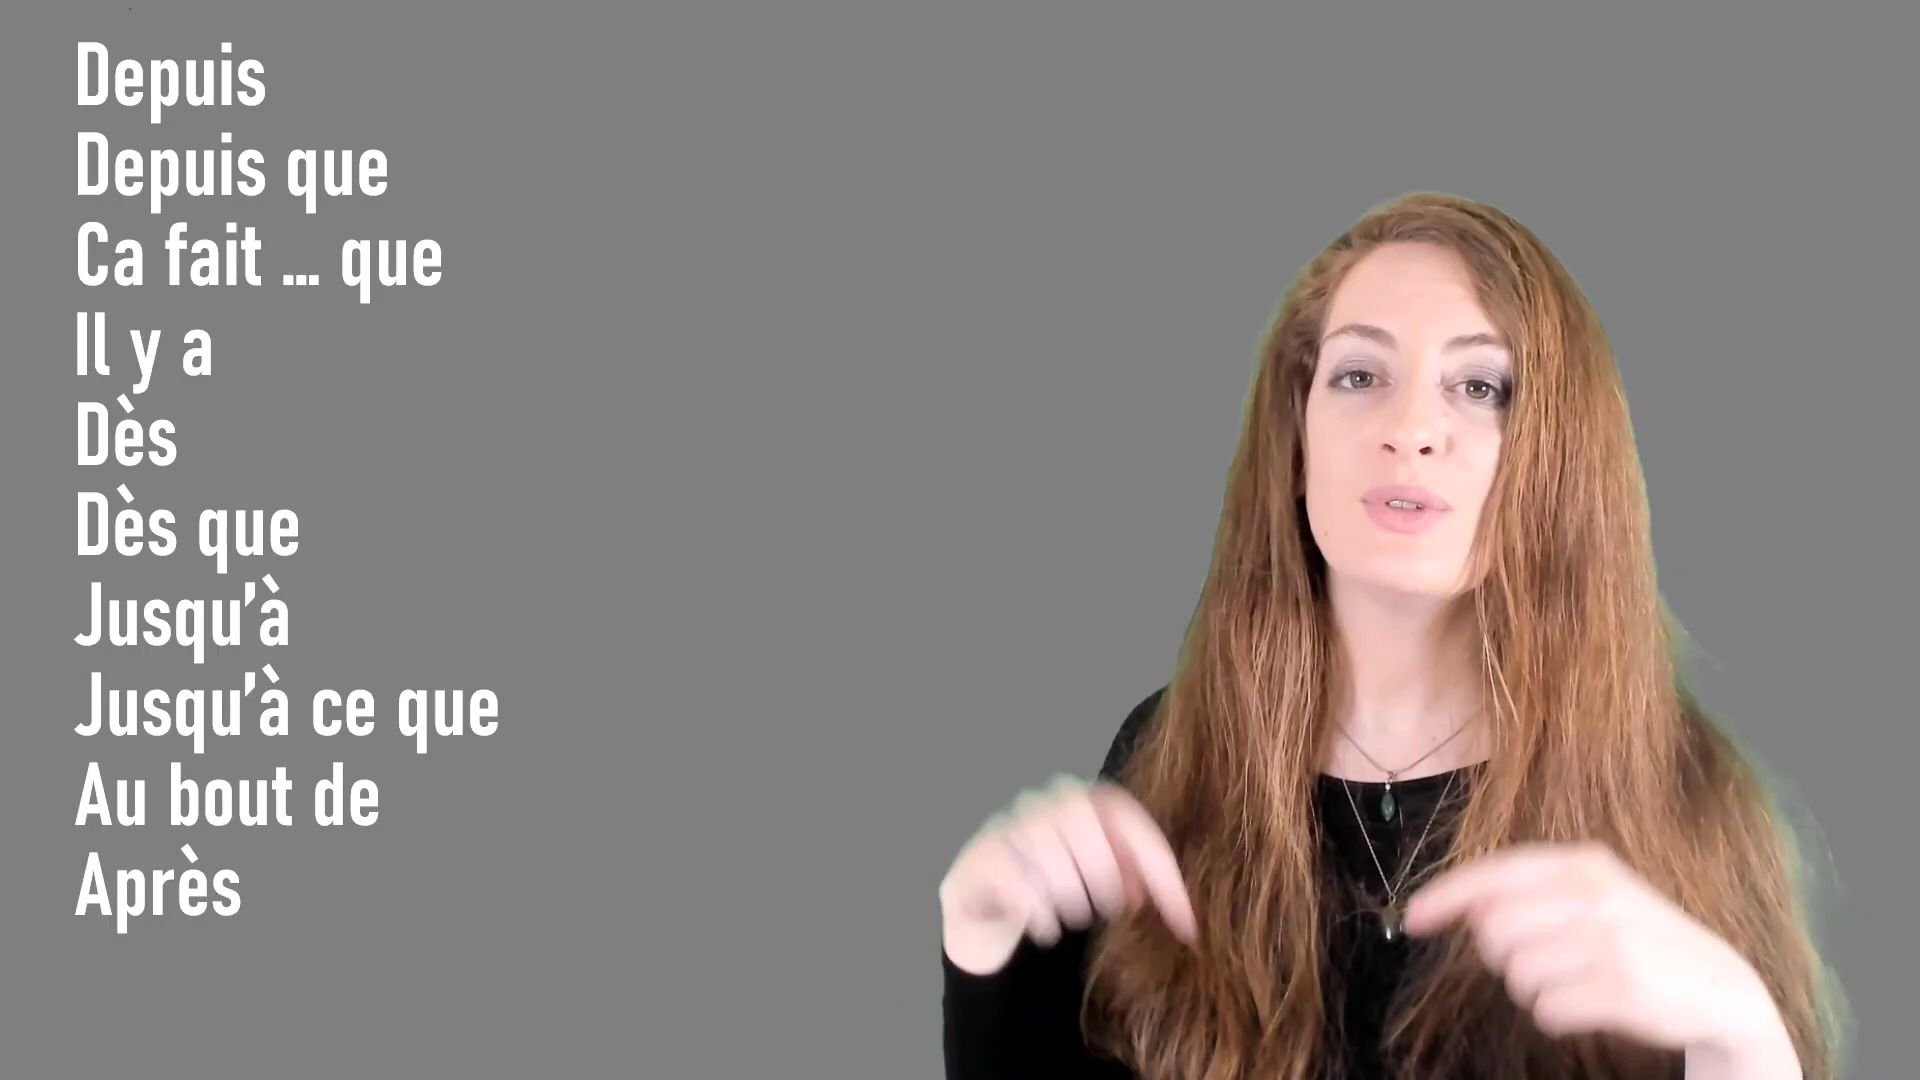 Depuis
Depuis que
Ca fait ... que
Il y a
Dès
Dès que
Jusqu’à
Jusqu’à ce que
Au bout de
Après